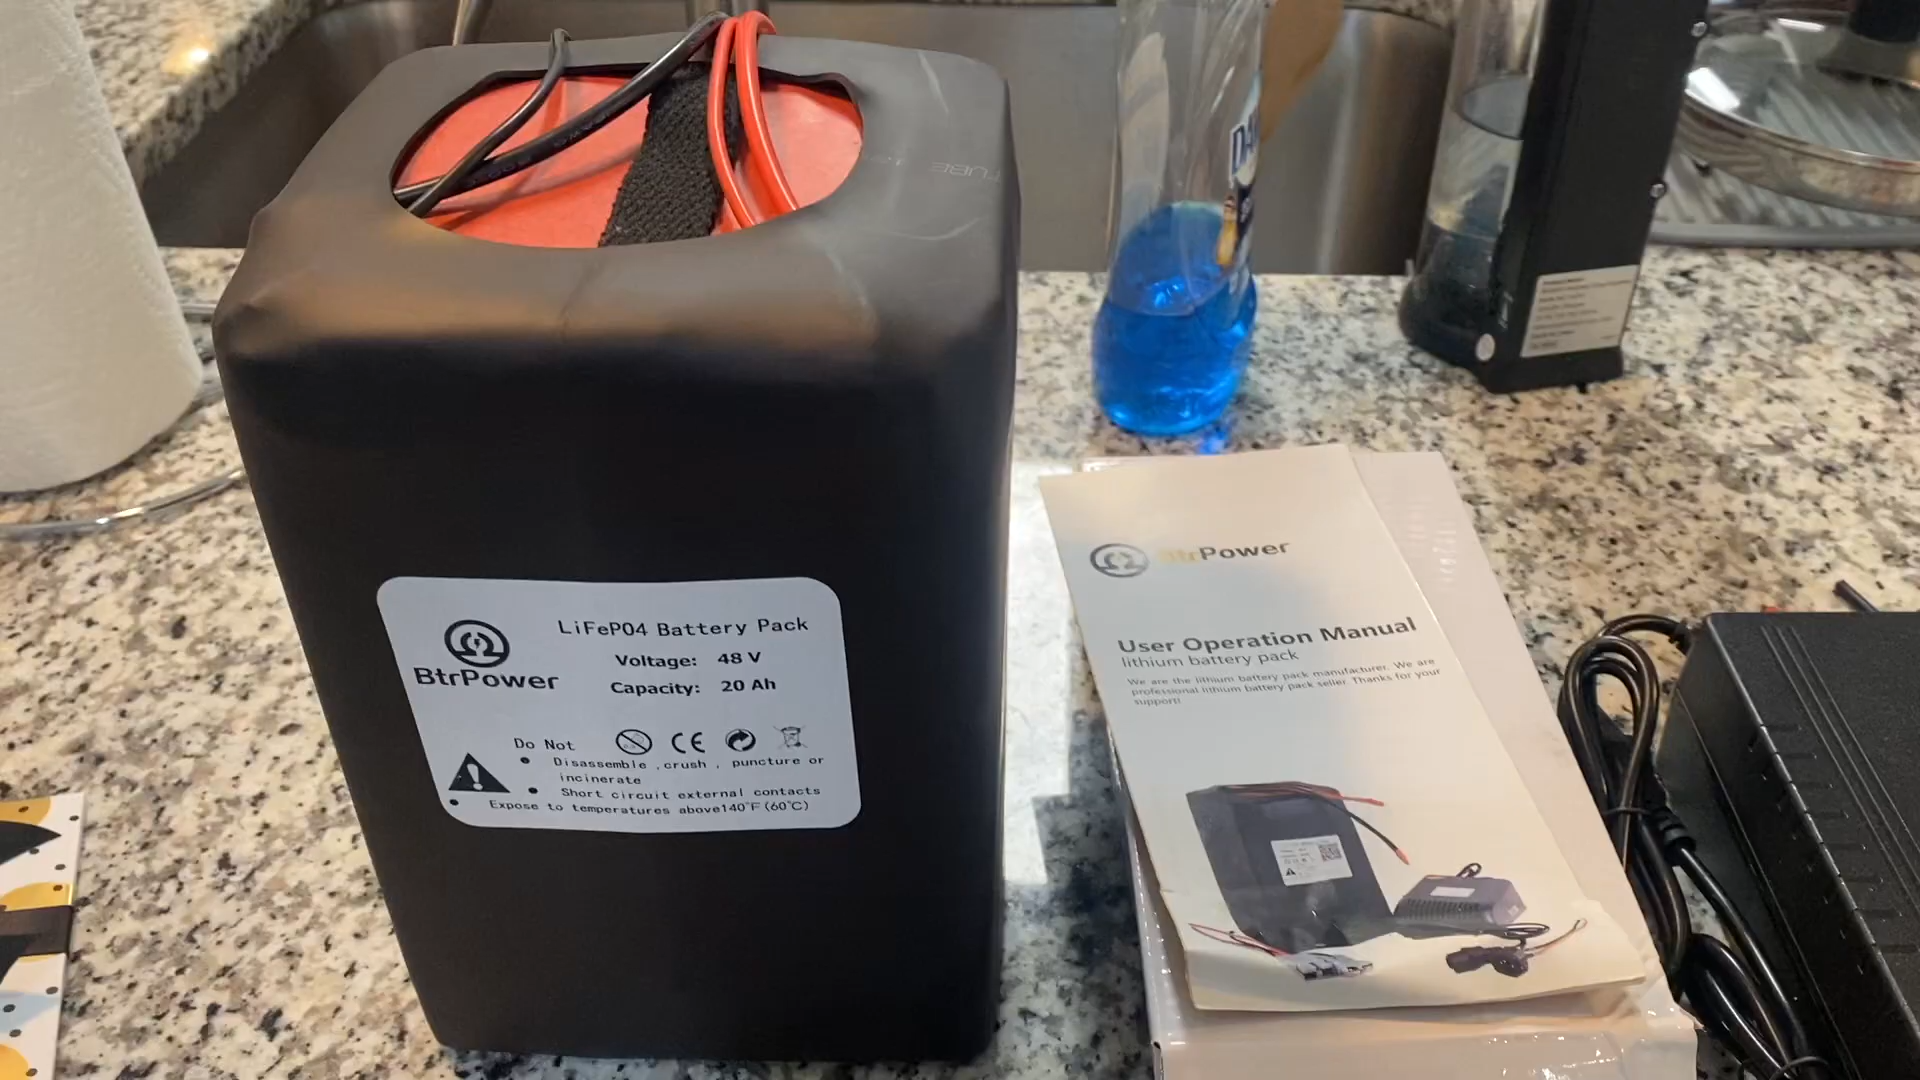 BtrPower
LiFePO4 Battery Pack
Voltage: 48 V
Capacity: 20 Ah
Do Not
CE
Disassemble ,crush , puncture or
incinerate
Short circuit external contacts
Expose to temperatures above140°F(60°C)
BtrPower
User Operation Manual
lithium battery pack
We are the lithium battery pack manufacturer. We are
professional lithium battery pack seller. Thanks for your
support!
TUBE